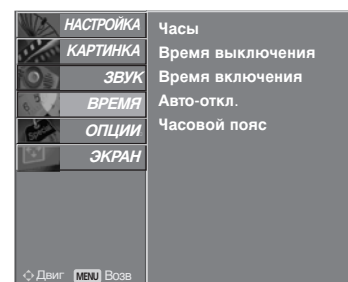 НАСТРОЙКА
КАРТИНКА
ЗВУК
ВРЕМЯ
ОПЦИИ
ЭКРАН
Часы
Время выключения
Время включения
Авто-откл.
Часовой пояс
Двиг MENU Возв